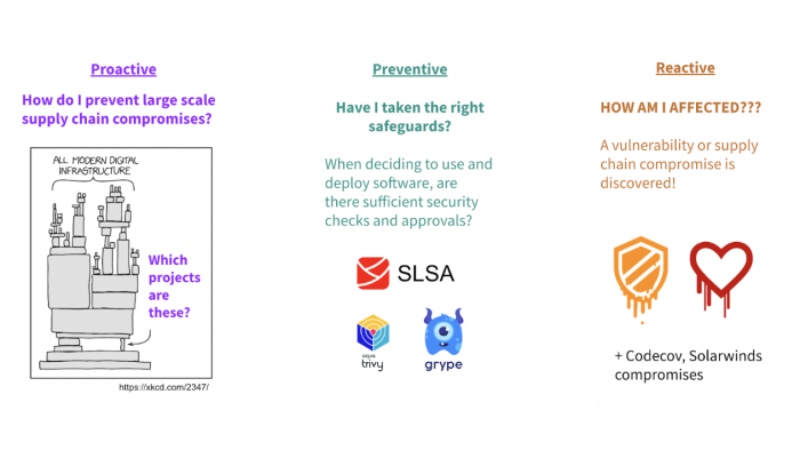 Proactive
How do I prevent large scale
supply chain compromises?
ALL MODERN DIGITAL
INFRASTRUCTURE
Which
projects
are
these?
https://xkcd.com/2347/
Preventive
Have I taken the right
safeguards?
When deciding to use and
deploy software, are
there sufficient security
checks and approvals?
SLSA
aqua
trivy
grype
Reactive
HOW AM I AFFECTED???
A vulnerability or supply
chain compromise is
discovered!
+ Codecov, Solarwinds
compromises